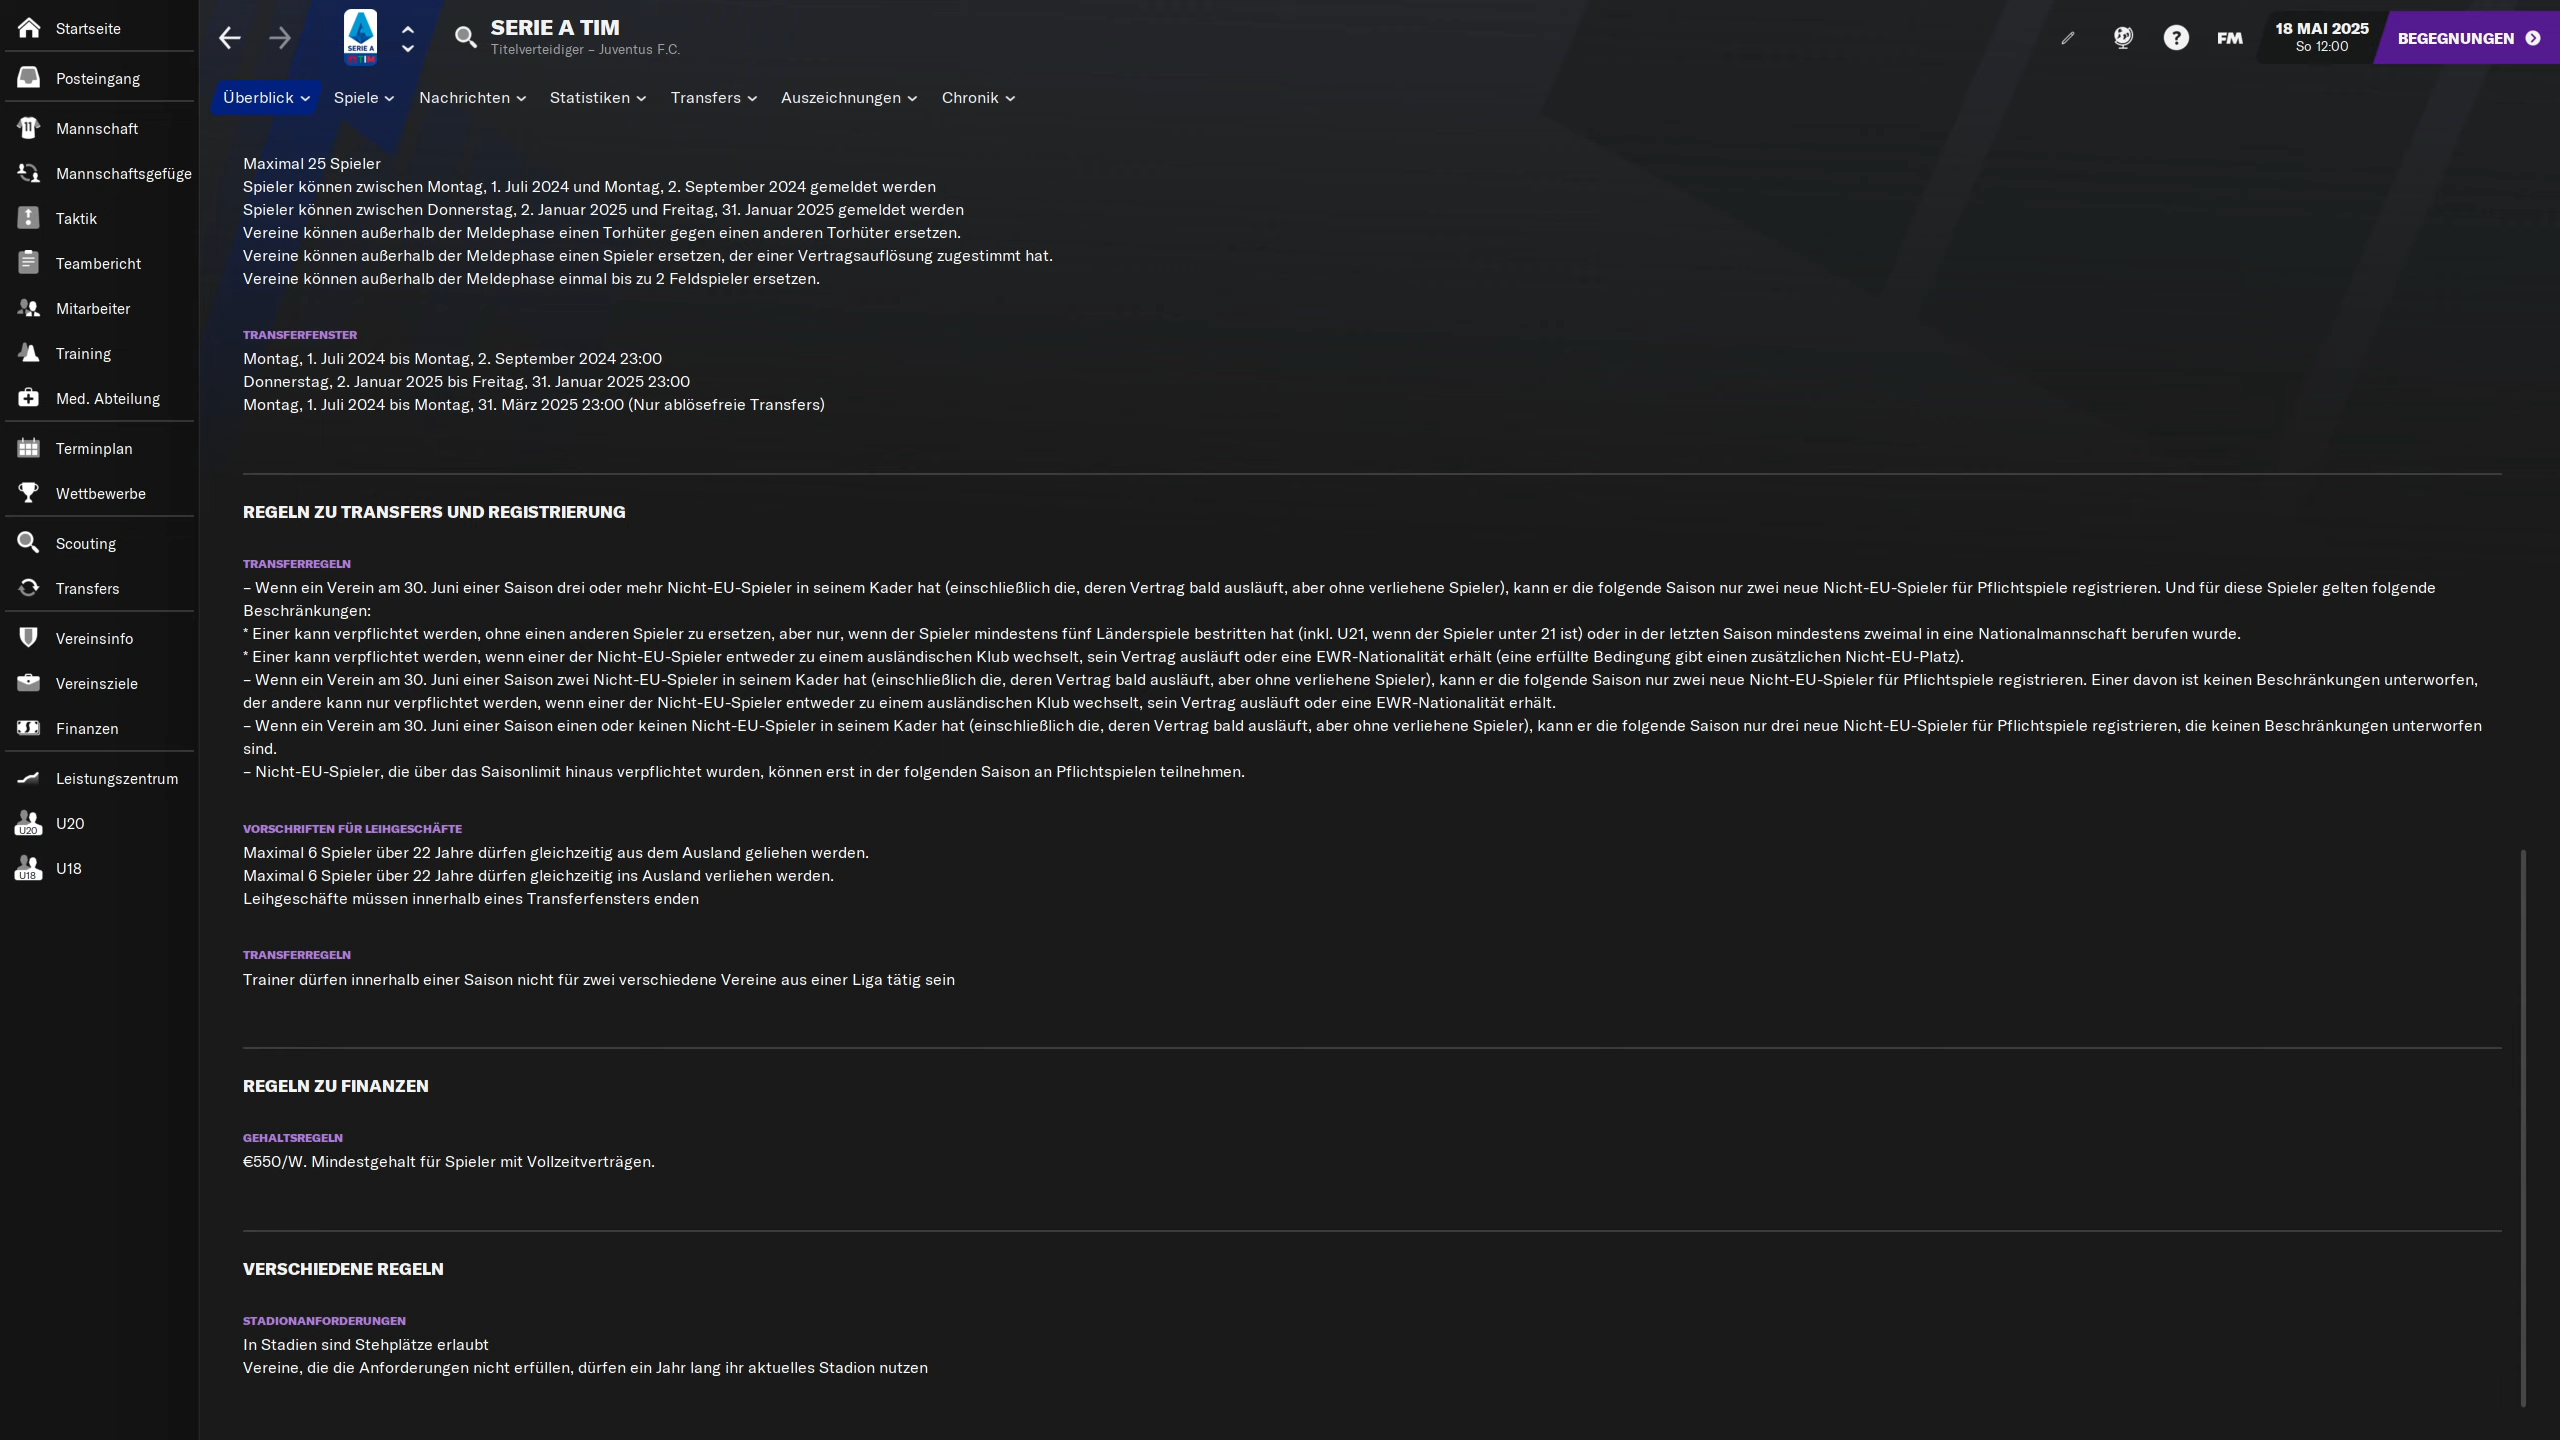 Startseite
Posteingang
Mannschaft
Mannschaftsgefüge
Taktik
Teambericht
Mitarbeiter
Training
Med. Abteilung
Terminplan
Wettbewerbe
Scouting
Transfers
Vereinsinfo
Vereinsziele
Finanzen
Leistungszentrum
U20
U20
U18
U18
SERIE A
TIM
SERIE A TIM
Titelverteidiger – Juventus F.C.
?
FM
18 MAI 2025
So 12:00
BEGEGNUNGEN
Überblick
Spiele
Nachrichten
Statistiken
Transfers
Auszeichnungen
Chronik
Maximal 25 Spieler
Spieler können zwischen Montag, 1. Juli 2024 und Montag, 2. September 2024 gemeldet werden
Spieler können zwischen Donnerstag, 2. Januar 2025 und Freitag, 31. Januar 2025 gemeldet werden
Vereine können außerhalb der Meldephase einen Torhüter gegen einen anderen Torhüter ersetzen.
Vereine können außerhalb der Meldephase einen Spieler ersetzen, der einer Vertragsauflösung zugestimmt hat.
Vereine können außerhalb der Meldephase einmal bis zu 2 Feldspieler ersetzen.
TRANSFERFENSTER
Montag, 1. Juli 2024 bis Montag, 2. September 2024 23:00
Donnerstag, 2. Januar 2025 bis Freitag, 31. Januar 2025 23:00
Montag, 1. Juli 2024 bis Montag, 31. März 2025 23:00 (Nur ablösefreie Transfers)
REGELN ZU TRANSFERS UND REGISTRIERUNG
TRANSFERREGELN
– Wenn ein Verein am 30. Juni einer Saison drei oder mehr Nicht-EU-Spieler in seinem Kader hat (einschließlich die, deren Vertrag bald ausläuft, aber ohne verliehene Spieler), kann er die folgende Saison nur zwei neue Nicht-EU-Spieler für Pflichtspiele registrieren. Und für diese Spieler gelten folgende
Beschränkungen:
* Einer kann verpflichtet werden, ohne einen anderen Spieler zu ersetzen, aber nur, wenn der Spieler mindestens fünf Länderspiele bestritten hat (inkl. U21, wenn der Spieler unter 21 ist) oder in der letzten Saison mindestens zweimal in eine Nationalmannschaft berufen wurde.
* Einer kann verpflichtet werden, wenn einer der Nicht-EU-Spieler entweder zu einem ausländischen Klub wechselt, sein Vertrag ausläuft oder eine EWR-Nationalität erhält (eine erfüllte Bedingung gibt einen zusätzlichen Nicht-EU-Platz).
– Wenn ein Verein am 30. Juni einer Saison zwei Nicht-EU-Spieler in seinem Kader hat (einschließlich die, deren Vertrag bald ausläuft, aber ohne verliehene Spieler), kann er die folgende Saison nur zwei neue Nicht-EU-Spieler für Pflichtspiele registrieren. Einer davon ist keinen Beschränkungen unterworfen,
der andere kann nur verpflichtet werden, wenn einer der Nicht-EU-Spieler entweder zu einem ausländischen Klub wechselt, sein Vertrag ausläuft oder eine EWR-Nationalität erhält.
– Wenn ein Verein am 30. Juni einer Saison einen oder keinen Nicht-EU-Spieler in seinem Kader hat (einschließlich die, deren Vertrag bald ausläuft, aber ohne verliehene Spieler), kann er die folgende Saison nur drei neue Nicht-EU-Spieler für Pflichtspiele registrieren, die keinen Beschränkungen unterworfen
sind.
– Nicht-EU-Spieler, die über das Saisonlimit hinaus verpflichtet wurden, können erst in der folgenden Saison an Pflichtspielen teilnehmen.
VORSCHRIFTEN FÜR LEIHGESCHÄFTE
Maximal 6 Spieler über 22 Jahre dürfen gleichzeitig aus dem Ausland geliehen werden.
Maximal 6 Spieler über 22 Jahre dürfen gleichzeitig ins Ausland verliehen werden.
Leihgeschäfte müssen innerhalb eines Transferfensters enden
TRANSFERREGELN
Trainer dürfen innerhalb einer Saison nicht für zwei verschiedene Vereine aus einer Liga tätig sein
REGELN ZU FINANZEN
GEHALTSREGELN
€550/W. Mindestgehalt für Spieler mit Vollzeitverträgen.
VERSCHIEDENE REGELN
STADIONANFORDERUNGEN
In Stadien sind Stehplätze erlaubt
Vereine, die die Anforderungen nicht erfüllen, dürfen ein Jahr lang ihr aktuelles Stadion nutzen